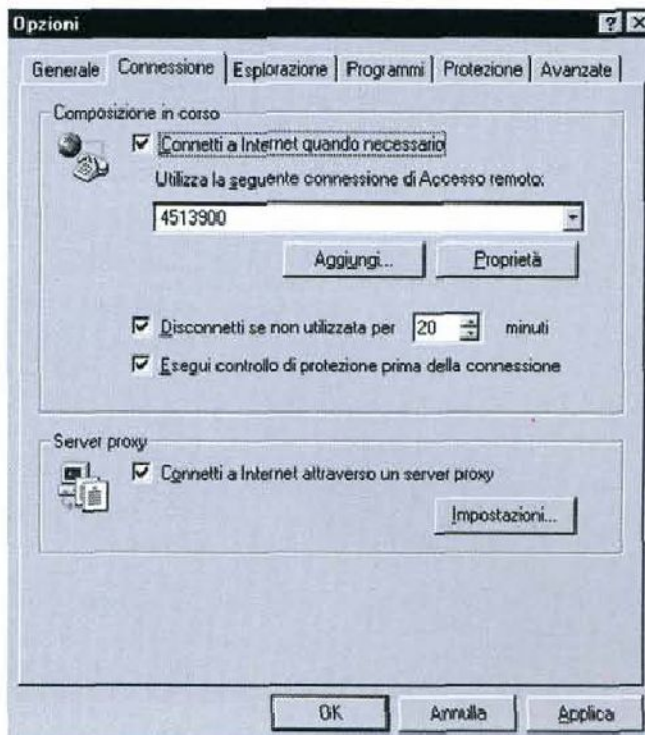 Opzioni
Generale Connessione Esplorazione Programmi Protezione Avanzate
Composizione in corso
Connetti a Internet quando necessario
Utilizza la seguente connessione di Accesso remoto:
4513900
Aggiungi... Proprietà
Disconnetti se non utilizzata per 20 minuti
Esegui controllo di protezione prima della connessione
Server proxy
Connetti a Internet attraverso un server proxy
Impostazioni...
OK Annulla Applica